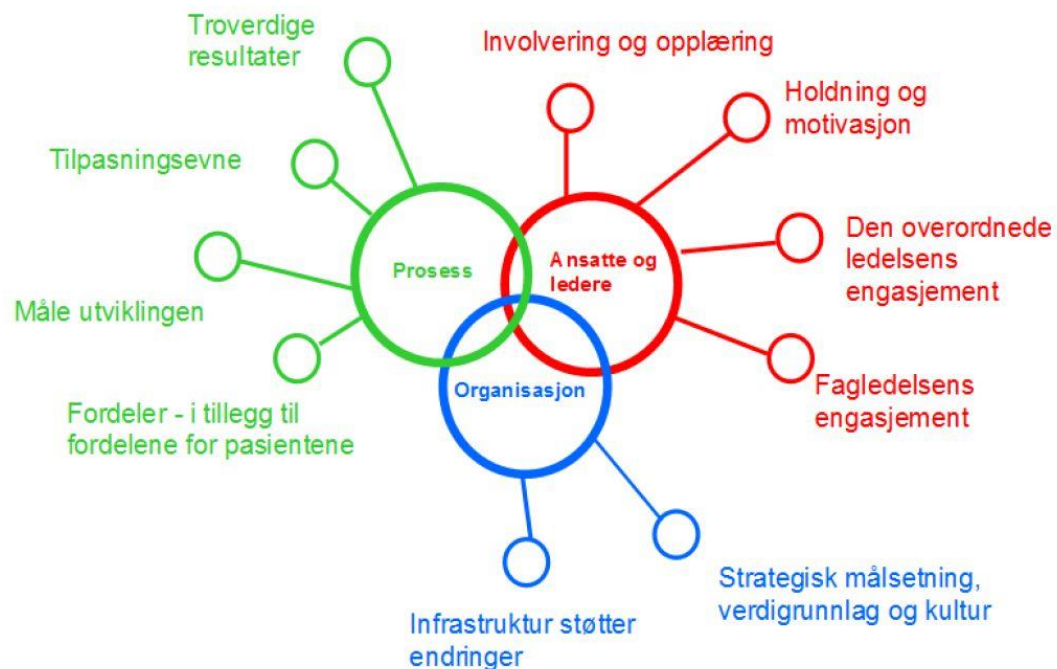 Troverdige
resultater
Tilpasningsevne
Måle utviklingen
Fordeler - i tillegg til
fordelene for pasientene
Prosess
Involvering og opplæring
Holdning og
motivasjon
Den overordnede
ledelsens
engasjement
Fagledelsens
engasjement
Ansatte og
ledere
Organisasjon
Infrastruktur støtter
endringer
Strategisk målsetning,
verdigrunnlag og kultur